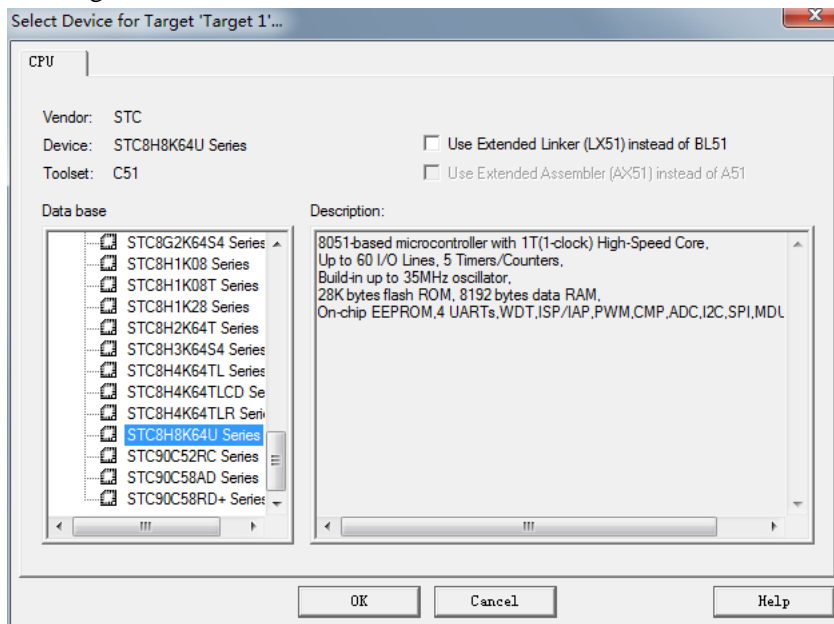 Select Device for Target 'Target 1'...
CPU
Vendor: STC
Device: STC8H8K64U Series
Use Extended Linker (LX51) instead of BL51
Toolset: C51
Use Extended Assembler (AX51) instead of A51
Data base
Description:
STC8G2K64S4 Series
STC8H1K08 Series
STC8H1K08T Series
STC8H1K28 Series
STC8H2K64T Series
STC8H3K64S4 Series
STC8H4K64TL Series
STC8H4K64TLCD Se
STC8H4K64TLR Seri
STC8H8K64U Series
STC90C52RC Series
STC90C58AD Series
STC90C58RD+ Series
8051-based microcontroller with 1T(1-clock) High-Speed Core,
Up to 60 I/O Lines, 5 Timers/Counters,
Build-in up to 35MHz oscillator,
28K bytes flash ROM, 8192 bytes data RAM,
On-chip EEPROM,4 UARTs,WDT,ISP/IAP,PWM,CMP,ADC,I2C,SPI,MDU
OK
Cancel
Help